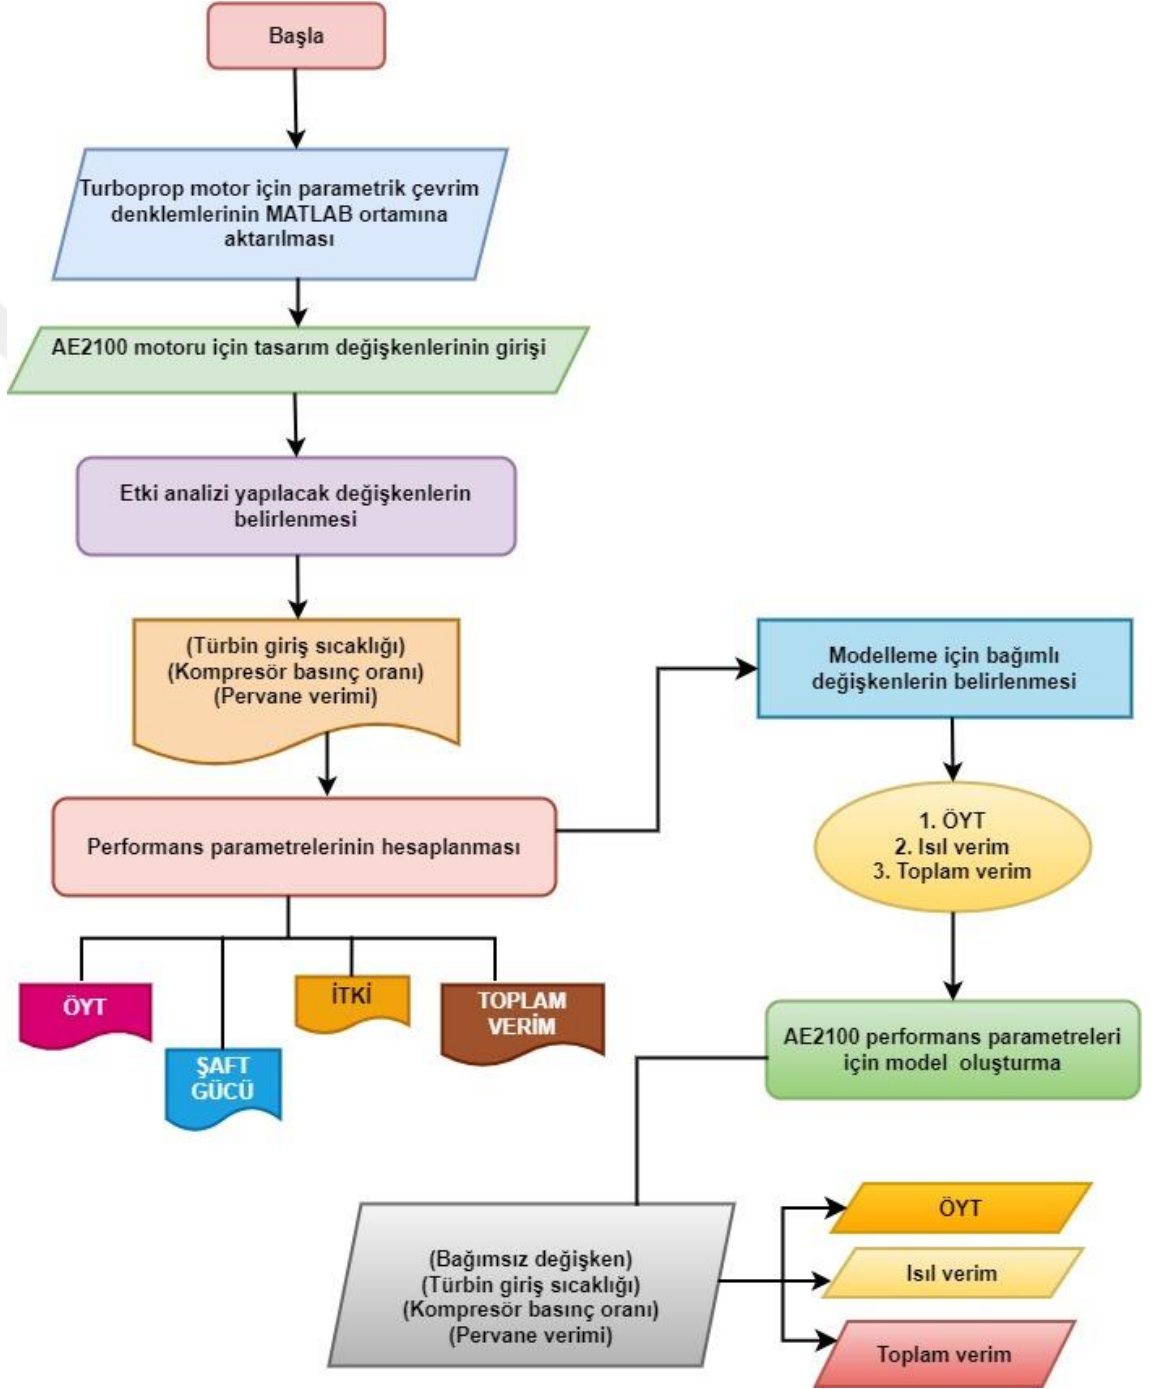 Başla
Turboprop motor için parametrik çevrim
denklemlerinin MATLAB ortamına
aktarılması
AE2100 motoru için tasarım değişkenlerinin girişi
Etki analizi yapılacak değişkenlerin
belirlenmesi
(Türbin giriş sıcaklığı)
(Kompresör basınç oranı)
(Pervane verimi)
Performans parametrelerinin hesaplanması
ÖYT
ŞAFT
GÜCÜ
İTKİ
TOPLAM
VERİM
Modelleme için bağımlı
değişkenlerin belirlenmesi
1. ÖYT
2. Isıl verim
3. Toplam verim
AE2100 performans parametreleri
için model oluşturma
(Bağımsız değişken)
(Türbin giriş sıcaklığı)
(Kompresör basınç oranı)
(Pervane verimi)
ÖYT
Isıl verim
Toplam verim